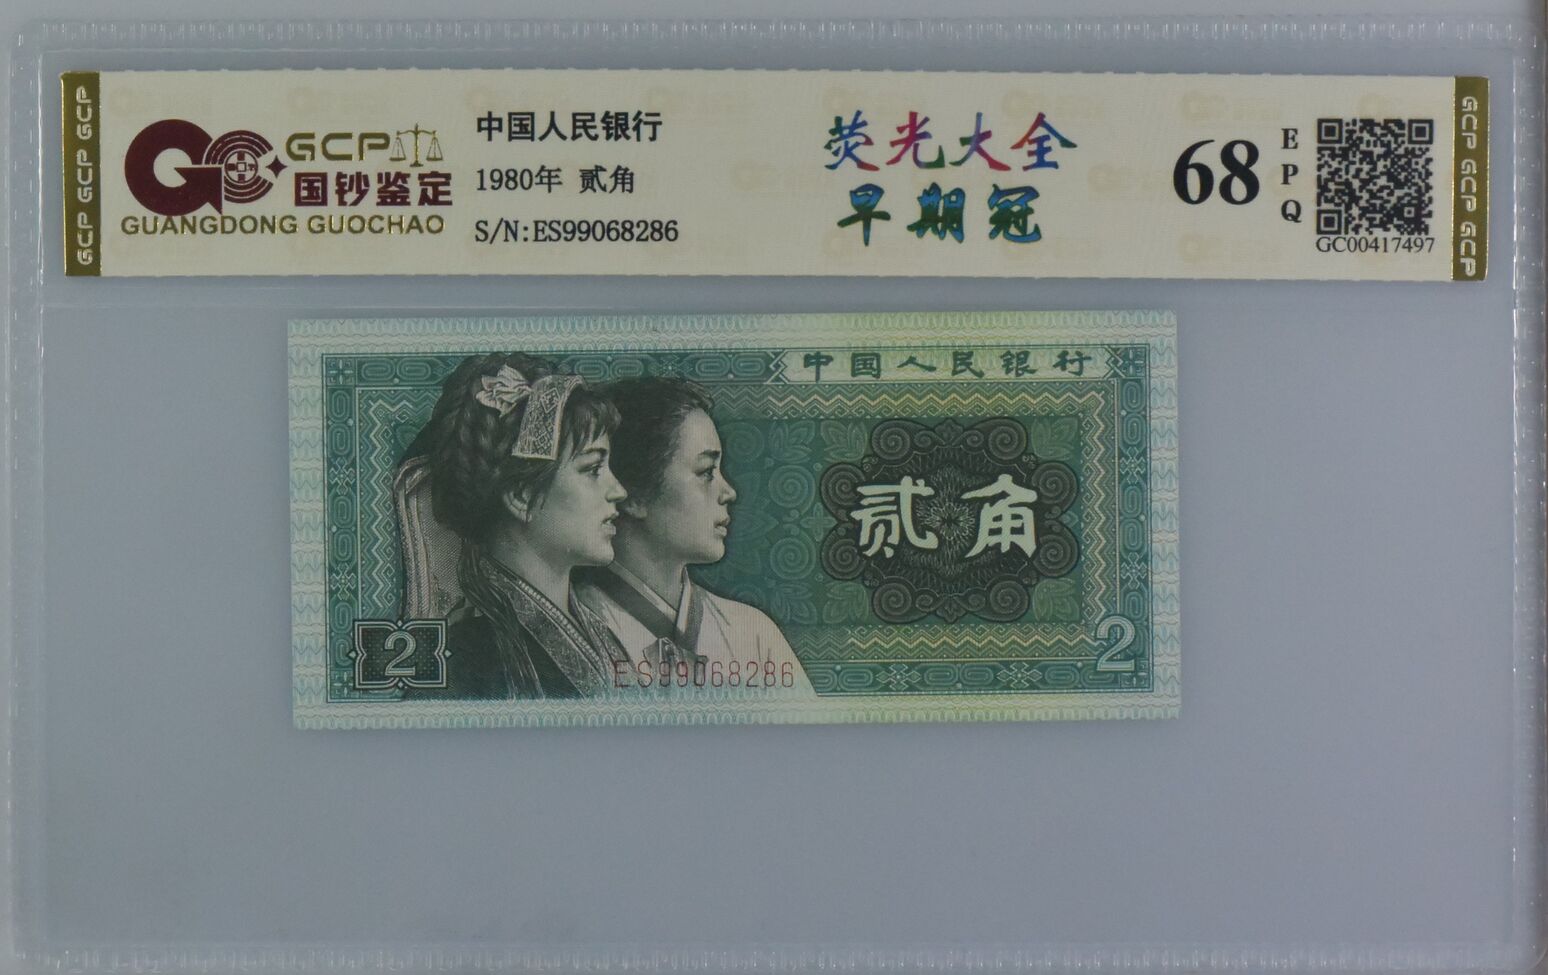 GCP GCP GCP
GCP
国钞鉴定
GUANGDONG GUOCHAO
中国人民银行
1980年 贰角
S/N:ES99068286
荧光大全
早期冠
68
EPQ
GC00417497
GCP GCP GCP
中国人民银行
贰角
2
2
ES99068286